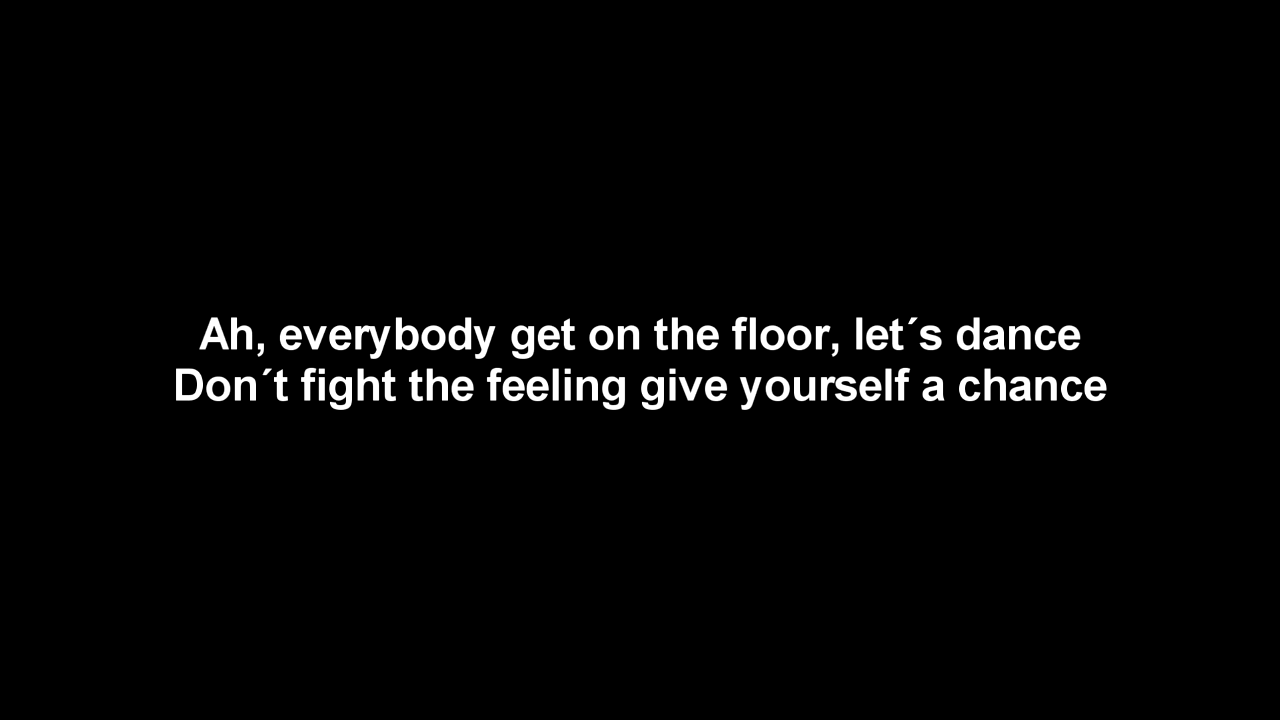 Ah, everybody get on the floor, let´s dance
Don´t fight the feeling give yourself a chance